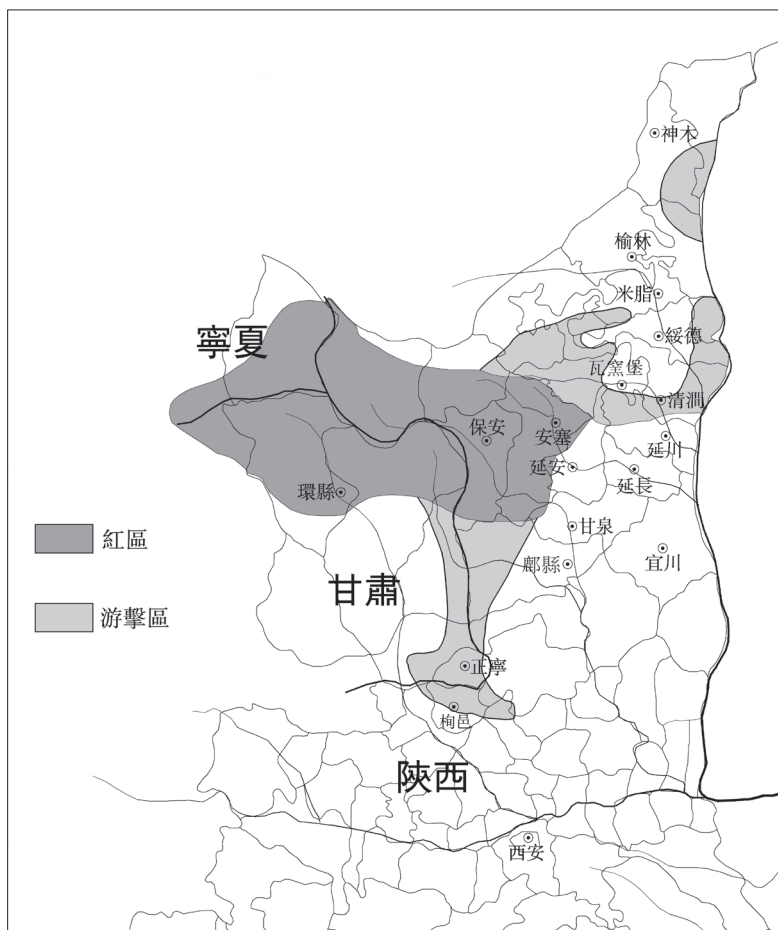 神木
榆林
米脂
寧夏
綏德
瓦窑堡
清澗
保安
安塞
延川
延安
延長
環縣
甘泉
紅區
宜川
鄜縣
甘肅
游擊區
正寧
栒邑
陝西
西安